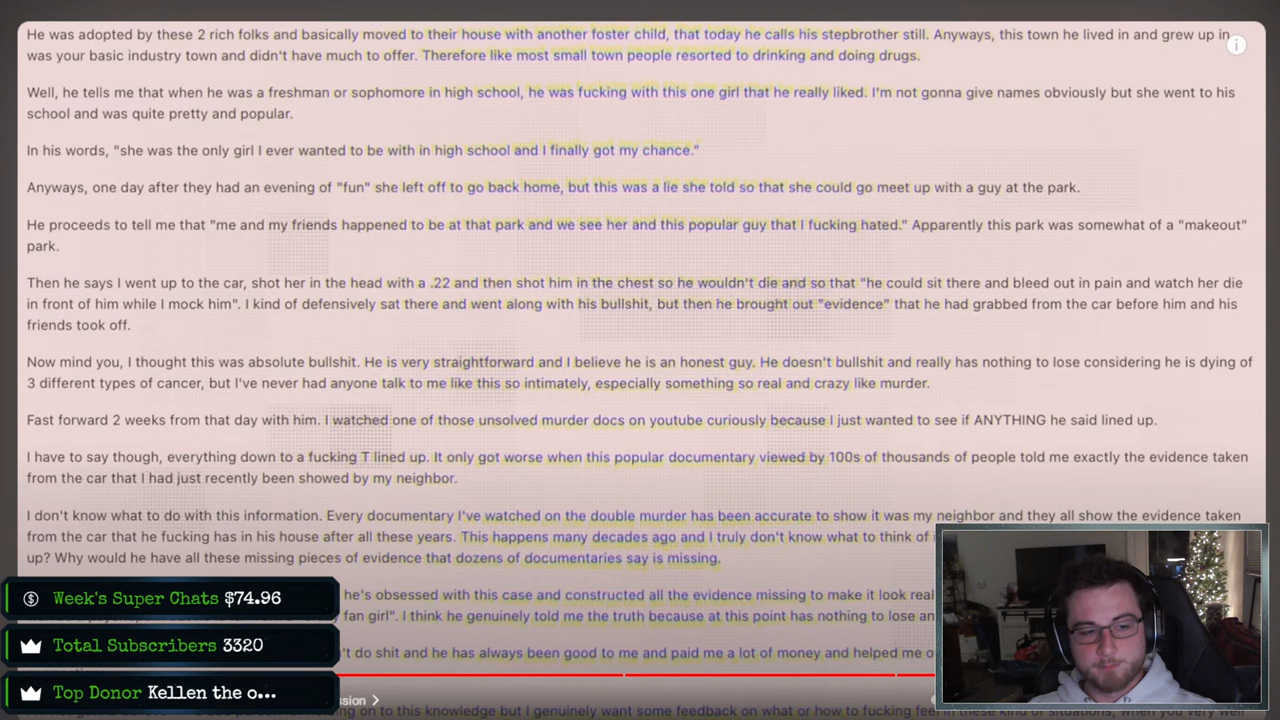 He was adopted by these 2 rich folks and basically moved to their house with another foster child, that today he calls his stepbrother still. Anyways, this town he lived in and grew up in
was your basic industry town and didn't have much to offer. Therefore like most small town people resorted to drinking and doing drugs.
Well, he tells me that when he was a freshman or sophomore in high school, he was fucking with this one girl that he really liked. I'm not gonna give names obviously but she went to his
school and was quite pretty and popular.
In his words, "she was the only girl I ever wanted to be with in high school and I finally got my chance."
Anyways, one day after they had an evening of "fun" she left off to go back home, but this was a lie she told so that she could go meet up with a guy at the park.
He proceeds to tell me that "me and my friends happened to be at that park and we see her and this popular guy that I fucking hated." Apparently this park was somewhat of a "makeout"
park.
Then he says I went up to the car, shot her in the head with a .22 and then shot him in the chest so he wouldn't die and so that "he could sit there and bleed out in pain and watch her die
in front of him while I mock him". I kind of defensively sat there and went along with his bullshit, but then he brought out "evidence" that he had grabbed from the car before him and his
friends took off.
Now mind you, I thought this was absolute bullshit. He is very straightforward and I believe he is an honest guy. He doesn't bullshit and really has nothing to lose considering he is dying of
3 different types of cancer, but I've never had anyone talk to me like this so intimately, especially something so real and crazy like murder.
Fast forward 2 weeks from that day with him. I watched one of those unsolved murder docs on youtube curiously because I just wanted to see if ANYTHING he said lined up.
I have to say though, everything down to a fucking T lined up. It only got worse when this popular documentary viewed by 100s of thousands of people told me exactly the evidence taken
from the car that I had just recently been showed by my neighbor.
I don't know what to do with this information. Every documentary I've watched on the double murder has been accurate to show it was my neighbor and they all show the evidence taken
from the car that he fucking has in his house after all these years. This happens many decades ago and I truly don't know what to think of
up? Why would he have all these missing pieces of evidence that dozens of documentaries say is missing.
he's obsessed with this case and constructed all the evidence missing to make it look real
fan girl". I think he genuinely told me the truth because at this point has nothing to lose an
't do shit and he has always been good to me and paid me a lot of money and helped me o
on to this knowledge but I genuinely want some feedback on what or how to fucking feel
Week's Super Chats $74.96
Total Subscribers 3320
Top Donor Kellen the o...